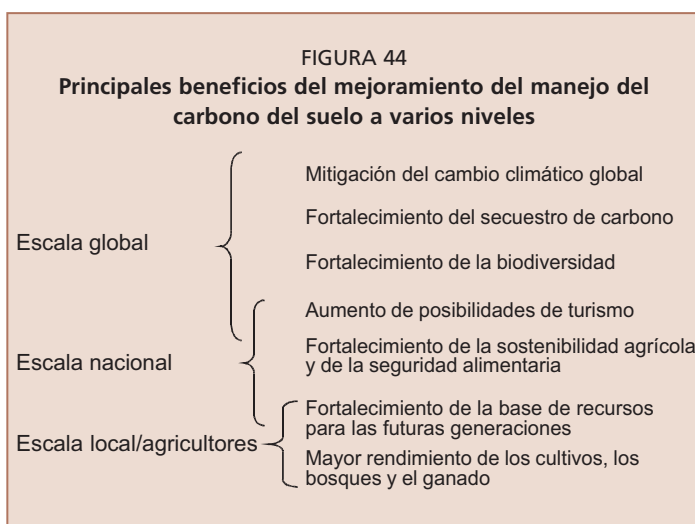 FIGURA 44
Principales beneficios del mejoramiento del manejo del
carbono del suelo a varios niveles
Escala global
Mitigación del cambio climático global
Fortalecimiento del secuestro de carbono
Fortalecimiento de la biodiversidad
Escala nacional
Aumento de posibilidades de turismo
Fortalecimiento de la sostenibilidad agrícola
y de la seguridad alimentaria
Escala local/agricultores
Fortalecimiento de la base de recursos
para las futuras generaciones
Mayor rendimiento de los cultivos, los
bosques y el ganado